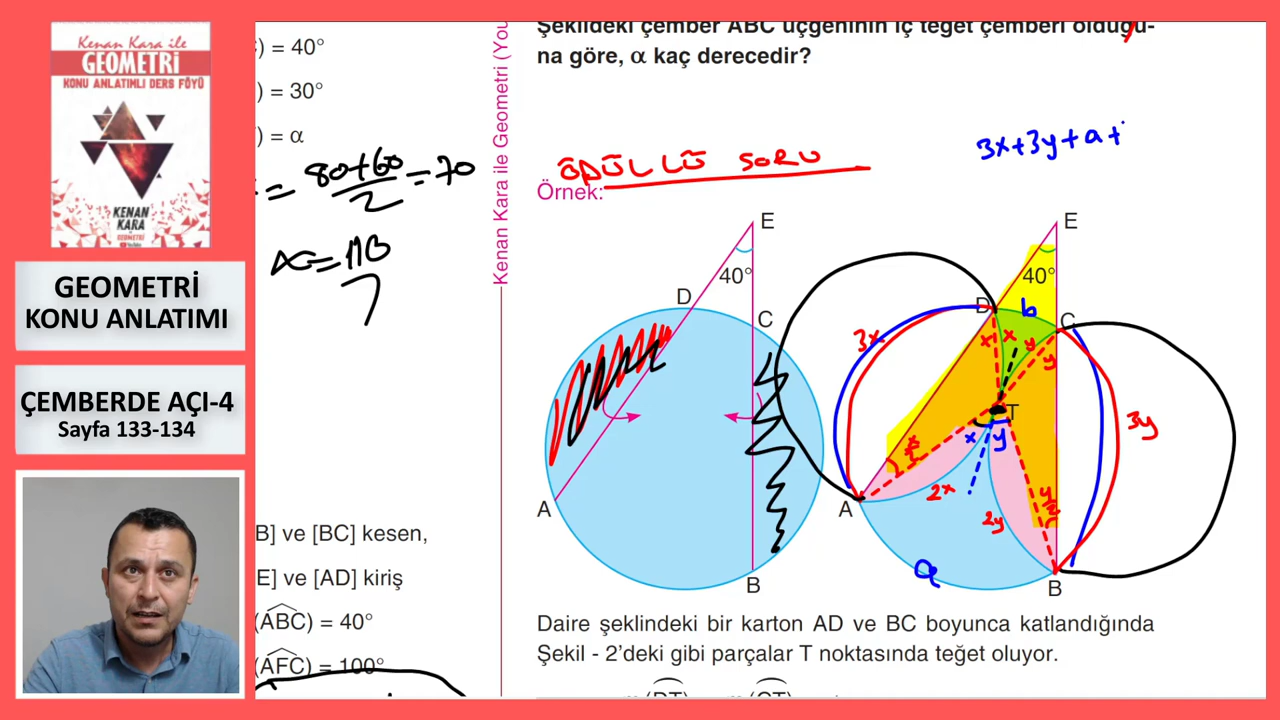 Kenan Kara ile
GEOMETRİ
KONU ANLATIMLI DERS FÖYÜ
KENAN
KARA
GEOMETRİ
GEOMETRİ
KONU ANLATIMI
ÇEMBERDE AÇI-4
Sayfa 133-134
) = 40°
) = 30°
) = α
= 80+60 / 2 = 70
α = 110
B] ve [BC] kesen,
E] ve [AD] kiriş
(ABC) = 40°
(AFC) = 100°
Kenan Kara ile Geometri (You
Şekildeki çember ABC üçgeninin iç teğet çemberi olduğu-
na göre, α kaç derecedir?
3x+3y+a+
ÖDÜLLÜ SORU
Örnek:
E
40°
D
C
A
B
E
40°
D
b
C
3x
x
x
y
y
T
3y
x/2
x
y
y/2
A
2x
2y
a
B
Daire şeklindeki bir karton AD ve BC boyunca katlandığında
Şekil - 2’deki gibi parçalar T noktasında teğet oluyor.